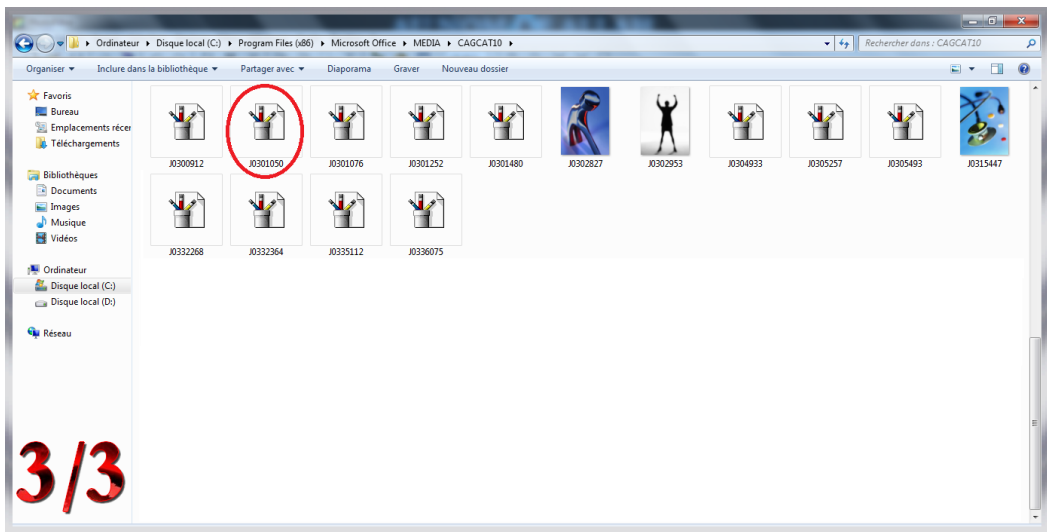 Ordinateur ▸ Disque local (C:) ▸ Program Files (x86) ▸ Microsoft Office ▸ MEDIA ▸ CAGCAT10 ▸
Rechercher dans : CAGCAT10
Organiser Inclure dans la bibliothèque Partager avec Diaporama Graver Nouveau dossier
Favoris
Bureau
Emplacements récer
Téléchargements
Bibliothèques
Documents
Images
Musique
Vidéos
Ordinateur
Disque local (C:)
Disque local (D:)
Réseau
J0300912 J0301050 J0301076 J0301252 J0301480 J0302827 J0302953 J0304933 J0305257 J0305493 J0315447
J0332268 J0332364 J0335112 J0336075
3/3